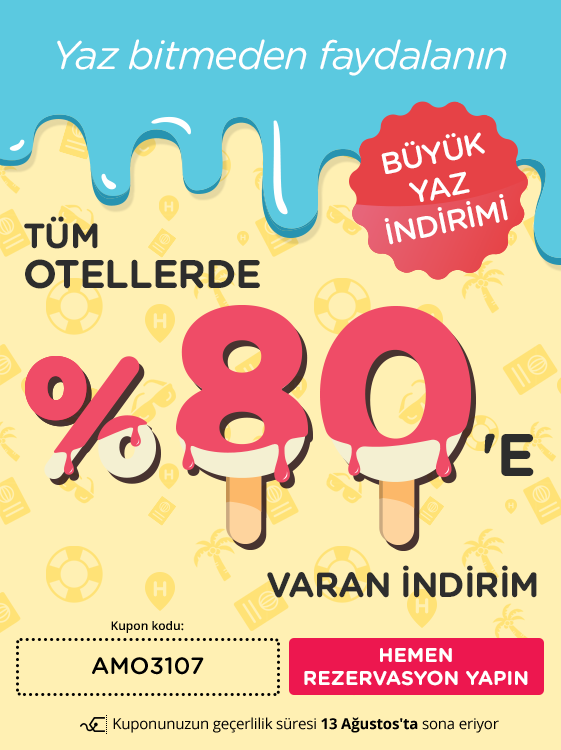 Yaz bitmeden faydalanın
BÜYÜK
YAZ
İNDİRİMİ
TÜM
OTELLERDE
%80'E
VARAN İNDİRİM
Kupon kodu:
AMO3107
HEMEN
REZERVASYON YAPIN
Kuponunuzun geçerlilik süresi 13 Ağustos'ta sona eriyor